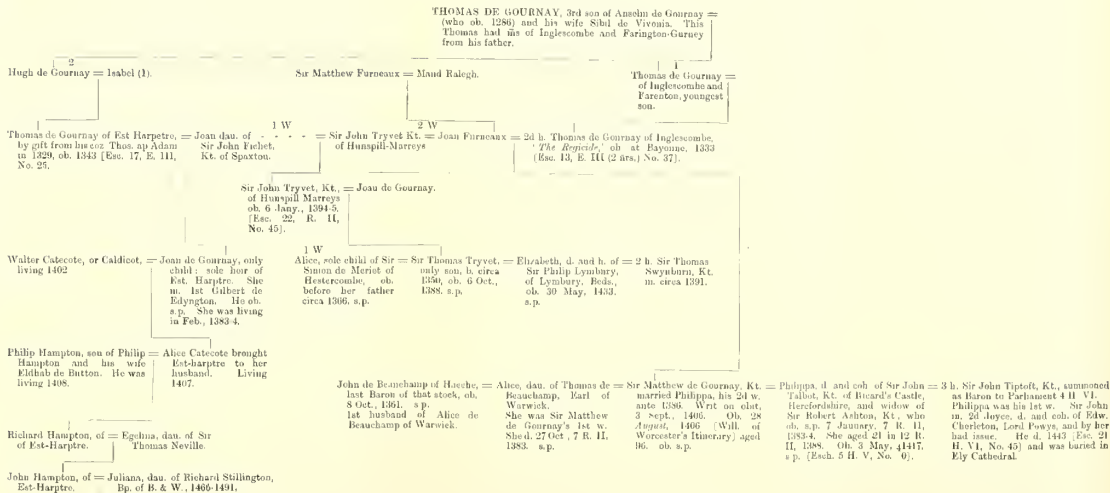 THOMAS DE GOURNAY, 3rd son of Anselm de Gournay =
(who ob. 1286) and his wife Sibil de Vivonia. This
Thomas had ms of Inglescombe and Farington-Gurney
from his father.
2
1
Hugh de Gournay = Isabel (1).
Sir Matthew Furneaux = Maud Ralegh.
Thomas de Gournay =
of Inglescombe and
Farenton, youngest
son.
1 W
2 W
Thomas de Gournay of Est Harpetre, = Joan dau. of - - - - = Sir John Tryvet Kt. = Joan Furneaux = 2d h. Thomas de Gournay of Inglescombe,
by gift from his coz Thos. ap Adam
in 1329, ob. 1343 [Esc. 17, E. III,
No. 25.
Sir John Fichet,
Kt. of Spaxton.
of Hunspill-Marreys
'The Regicide,' ob at Bayonne, 1333
(Esc. 13, E. III (2 nrs.) No. 37).
Sir John Tryvet, Kt., = Joan de Gournay.
of Hunspill Marreys
ob. 6 Jany., 1394-5.
[Esc. 22, R. II,
No. 45].
1 W
Walter Catecote, or Caldicot, = Joan de Gournay, only
living 1402
child: sole heir of
Est. Harptre. She
m. 1st Gilbert de
Edyngton. He ob.
s.p. She was living
in Feb., 1383-4.
Alice, sole child of Sir = Sir Thomas Tryvet, = Elizabeth, d. and h. of = 2 h. Sir Thomas
Simon de Meriot of
Hestercombe, ob.
before her father
circa 1366. s.p.
only son, b. circa
1350, ob. 6 Oct.,
1388. s.p.
Sir Philip Lymbury,
of Lymbury, Beds.,
ob. 30 May, 1433.
s.p.
Swynburn, Kt.
m. circa 1391.
Philip Hampton, son of Philip = Alice Catecote brought
Hampton and his wife
Eldhab de Button. He was
living 1408.
Est-harptre to her
husband. Living
1407.
John de Beauchamp of Hacche, = Alice, dau. of Thomas de = Sir Matthew de Gournay, Kt. = Philippa, d and coh of Sir John = 3 h. Sir John Tiptoft, Kt., summoned
last Baron of that stock, ob.
8 Oct., 1361. s p.
1st husband of Alice de
Beauchamp of Warwick.
Beauchamp, Earl of
Warwick.
She was Sir Matthew
de Gournay's 1st w.
She d. 27 Oct, 7 R. II,
1383. s.p.
married Philippa, his 2d w.
ante 1386. Writ on obit,
3 Sept., 1406. Ob. 28
August, 1406 (Will. of
Worcester's Itinerary) aged
96. ob. s.p.
Talbot, Kt. of Ricard's Castle,
Herefordshire, and widow of
Sir Robert Ashton, Kt, who
ob. s.p. 7 January, 7 R. II,
1383-4. She aged 21 in 12 R.
II, 1388. Ob. 3 May, 1417,
s p. (Esch. 5 H. V, No.
as Baron to Parliament 4 H VI.
Philippa was his 1st w. Sir John
m. 2d Joyce, d. and coh. of Edw.
Cherleton, Lord Powys, and by her
had issue. He d. 1443 [Esc. 21
H. VI, No. 45) and was buried in
Ely Cathedral.
Richard Hampton, of = Egelina, dau. of Sir
of Est-Harptre.
Thomas Neville.
John Hampton, of = Juliana, dau. of Richard Stillington,
Est-Harptre.
Bp. of B. & W., 1466-1491.